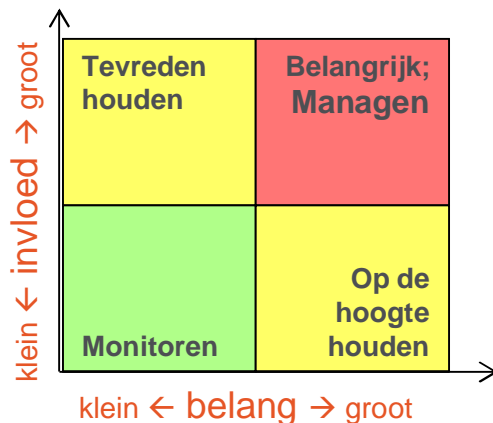 Tevreden
houden
Belangrijk;
Managen
Monitoren
Op de
hoogte
houden
klein ← invloed → groot
klein ← belang → groot